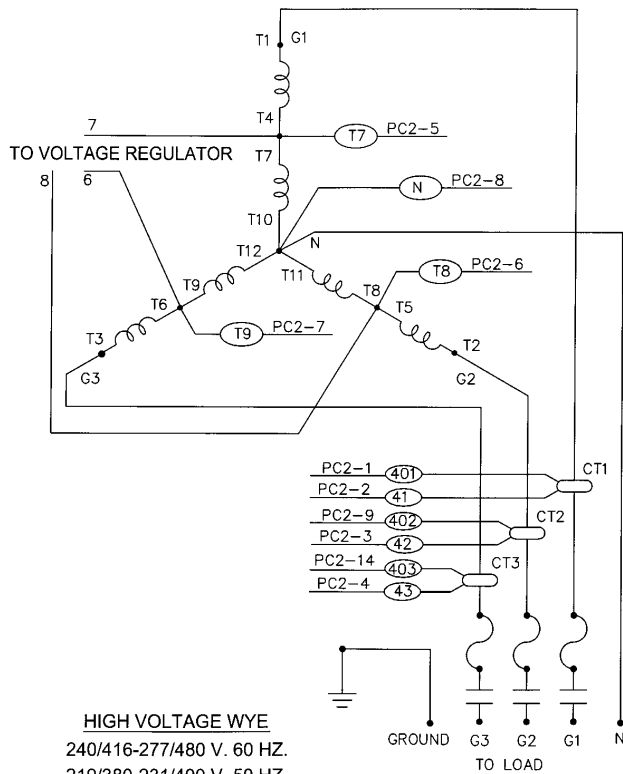 T1
G1
T4
7
T7
PC2-5
T7
TO VOLTAGE REGULATOR
8
6
N
PC2-8
T10
T12
N
T11
T9
T8
T8
PC2-6
T6
T5
T9
PC2-7
T3
T2
G3
G2
PC2-1
401
CT1
PC2-2
41
PC2-9
402
CT2
PC2-3
42
PC2-14
403
CT3
PC2-4
43
HIGH VOLTAGE WYE
240/416-277/480 V. 60 HZ.
GROUND
G3
G2
G1
N
TO LOAD